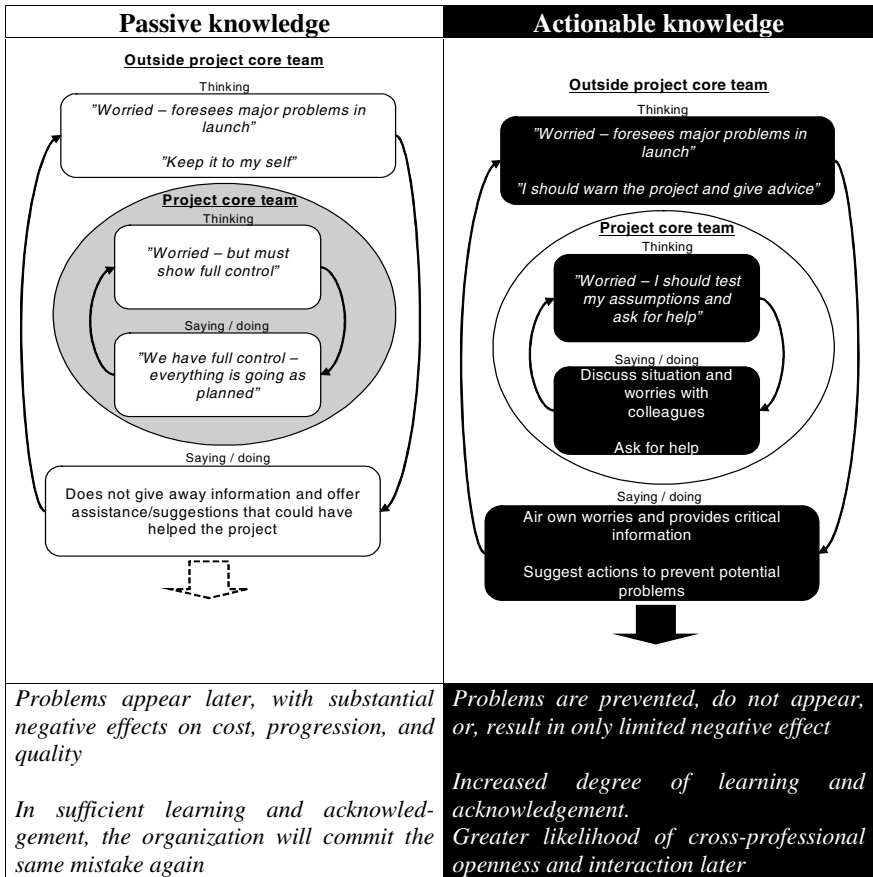 Passive knowledge
Outside project core team
Thinking
”Worried – foresees major problems in
launch”
”Keep it to my self”
Project core team
Thinking
”Worried – but must
show full control”
Saying / doing
”We have full control –
everything is going as
planned”
Saying / doing
Does not give away information and offer
assistance/suggestions that could have
helped the project
Problems appear later, with substantial
negative effects on cost, progression, and
quality
In sufficient learning and acknowled-
gement, the organization will commit the
same mistake again
Actionable knowledge
Outside project core team
Thinking
”Worried – foresees major problems in
launch”
”I should warn the project and give advice”
Project core team
Thinking
”Worried – I should test
my assumptions and
ask for help”
Saying / doing
Discuss situation and
worries with
colleagues
Ask for help
Saying / doing
Air own worries and provides critical
information
Suggest actions to prevent potential
problems
Problems are prevented, do not appear,
or, result in only limited negative effect
Increased degree of learning and
acknowledgement.
Greater likelihood of cross-professional
openness and interaction later